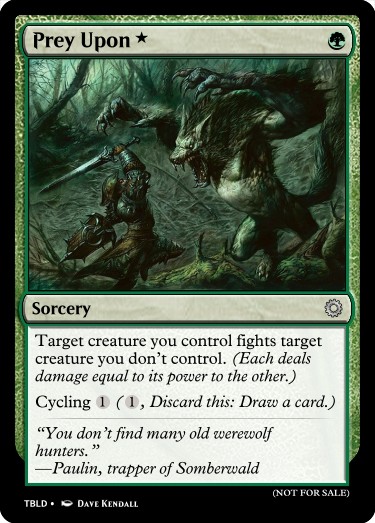 Prey Upon ★
Sorcery
Target creature you control fights target
creature you don't control. (Each deals
damage equal to its power to the other.)
Cycling 1 (1, Discard this: Draw a card.)
"You don't find many old werewolf
hunters."
—Paulin, trapper of Somberwald
TBLD • Dave Kendall
(NOT FOR SALE)